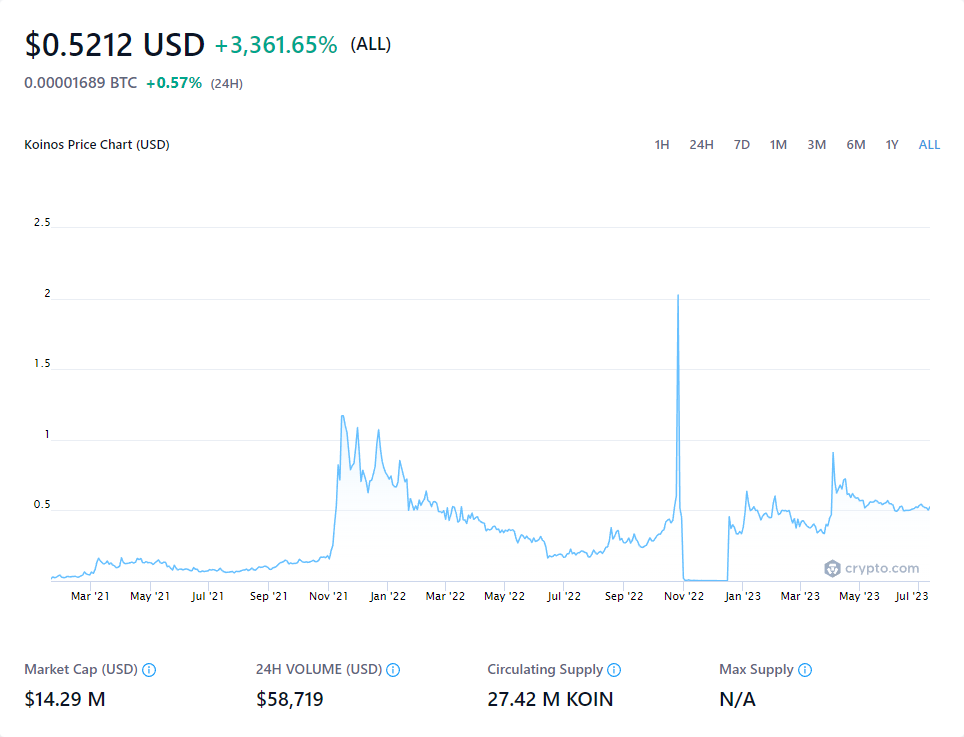 $0.5212 USD +3,361.65% (ALL)
0.00001689 BTC +0.57% (24H)
Koinos Price Chart (USD) 1H 24H 7D 1M 3M 6M 1Y ALL
2.5
2
1.5
1
0.5
crypto.com
Mar '21 May '21 Jul '21 Sep '21 Nov '21 Jan '22 Mar '22 May '22 Jul '22 Sep '22 Nov '22 Jan '23 Mar '23 May '23 Jul '23
Market Cap (USD) 24H VOLUME (USD) Circulating Supply Max Supply
$14.29 M $58,719 27.42 M KOIN N/A